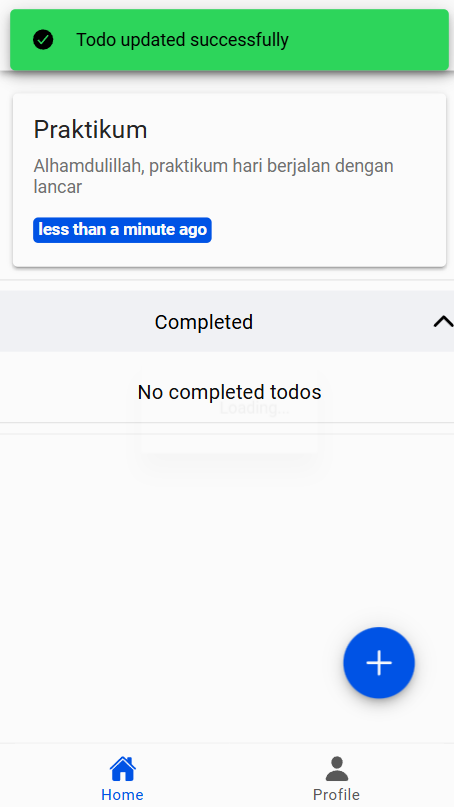 Todo updated successfully
Praktikum
Alhamdulillah, praktikum hari berjalan dengan
lancar
less than a minute ago
Completed
No completed todos
Loading...
Home
Profile